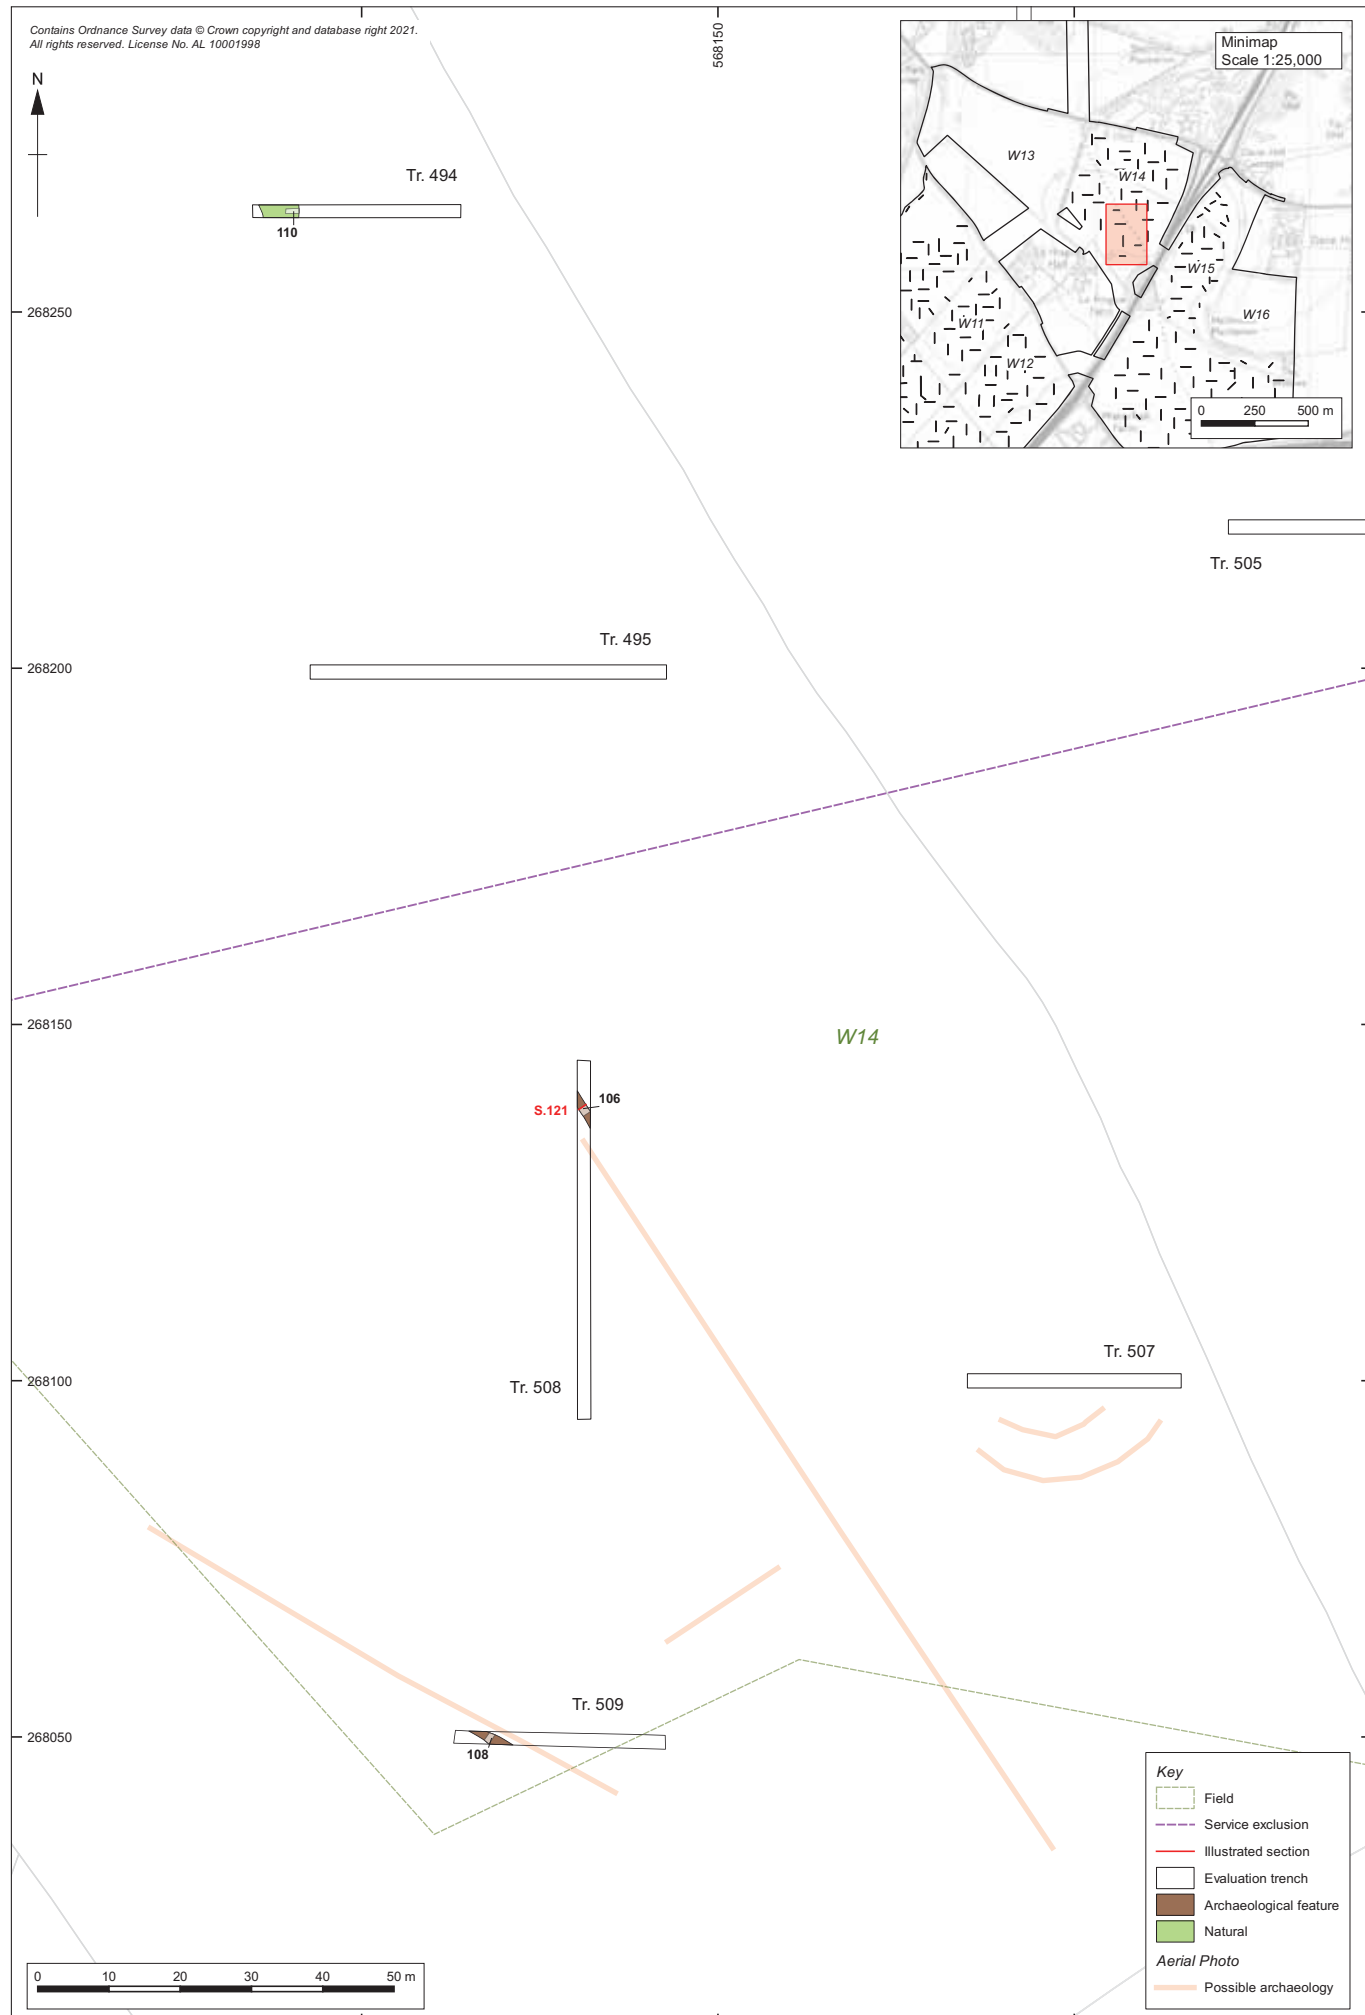 Contains Ordnance Survey data © Crown copyright and database right 2021.
All rights reserved. License No. AL 10001998
568150
N
Minimap
Scale 1:25,000
W13
W14
W15
W16
W11
W12
0 250 500 m
Tr. 494
110
268250
Tr. 505
Tr. 495
268200
268150
W14
S.121
106
Tr. 507
268100
Tr. 508
Tr. 509
268050
108
Key
Field
Service exclusion
Illustrated section
Evaluation trench
Archaeological feature
Natural
Aerial Photo
Possible archaeology
0 10 20 30 40 50 m